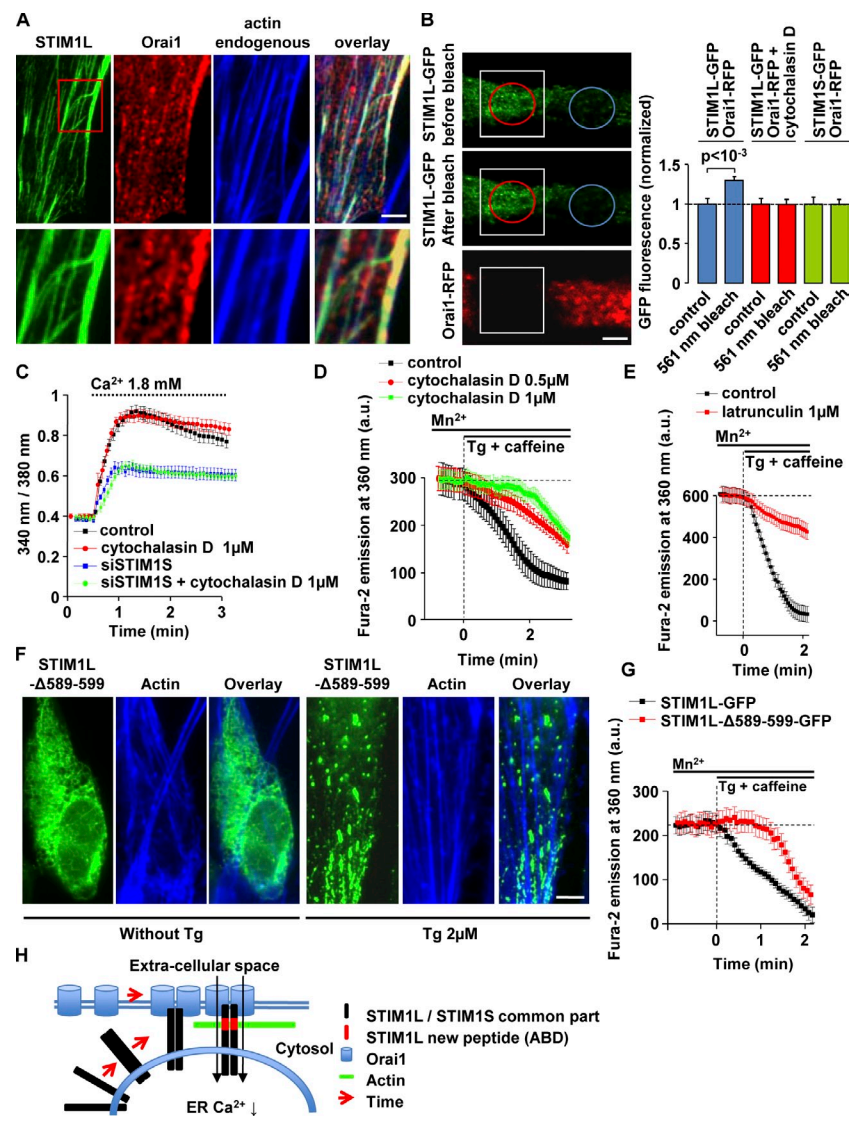 A
STIM1L
Orai1
actin
endogenous
overlay
B
STIM1L-GFP
before bleach
STIM1L-GFP
After bleach
Orai1-RFP
STIM1L-GFP
Orai1-RFP
STIM1L-GFP
Orai1-RFP +
cytochalasin D
STIM1S-GFP
Orai1-RFP
GFP fluorescence (normalized)
p<10-3
1.5
1
0.5
0
control
561 nm bleach
control
561 nm bleach
control
561 nm bleach
C
Ca2+ 1.8 mM
340 nm / 380 nm
1
0.8
0.6
0.4
0.2
0
control
cytochalasin D 1µM
siSTIM1S
siSTIM1S + cytochalasin D 1µM
0 1 2 3
Time (min)
D
control
cytochalasin D 0.5µM
cytochalasin D 1µM
Mn2+
Tg + caffeine
Fura-2 emission at 360 nm (a.u.)
300
200
100
0
0 2
Time (min)
E
control
latrunculin 1µM
Mn2+
Tg + caffeine
Fura-2 emission at 360 nm (a.u.)
600
400
200
0
0 1 2
Time (min)
F
STIM1L
-Δ589-599
Actin
Overlay
STIM1L
-Δ589-599
Actin
Overlay
Without Tg
Tg 2µM
G
STIM1L-GFP
STIM1L-Δ589-599-GFP
Mn2+
Tg + caffeine
Fura-2 emission at 360 nm (a.u.)
300
200
100
0
0 1 2
Time (min)
H
Extra-cellular space
Cytosol
ER Ca2+ ↓
STIM1L / STIM1S common part
STIM1L new peptide (ABD)
Orai1
Actin
Time